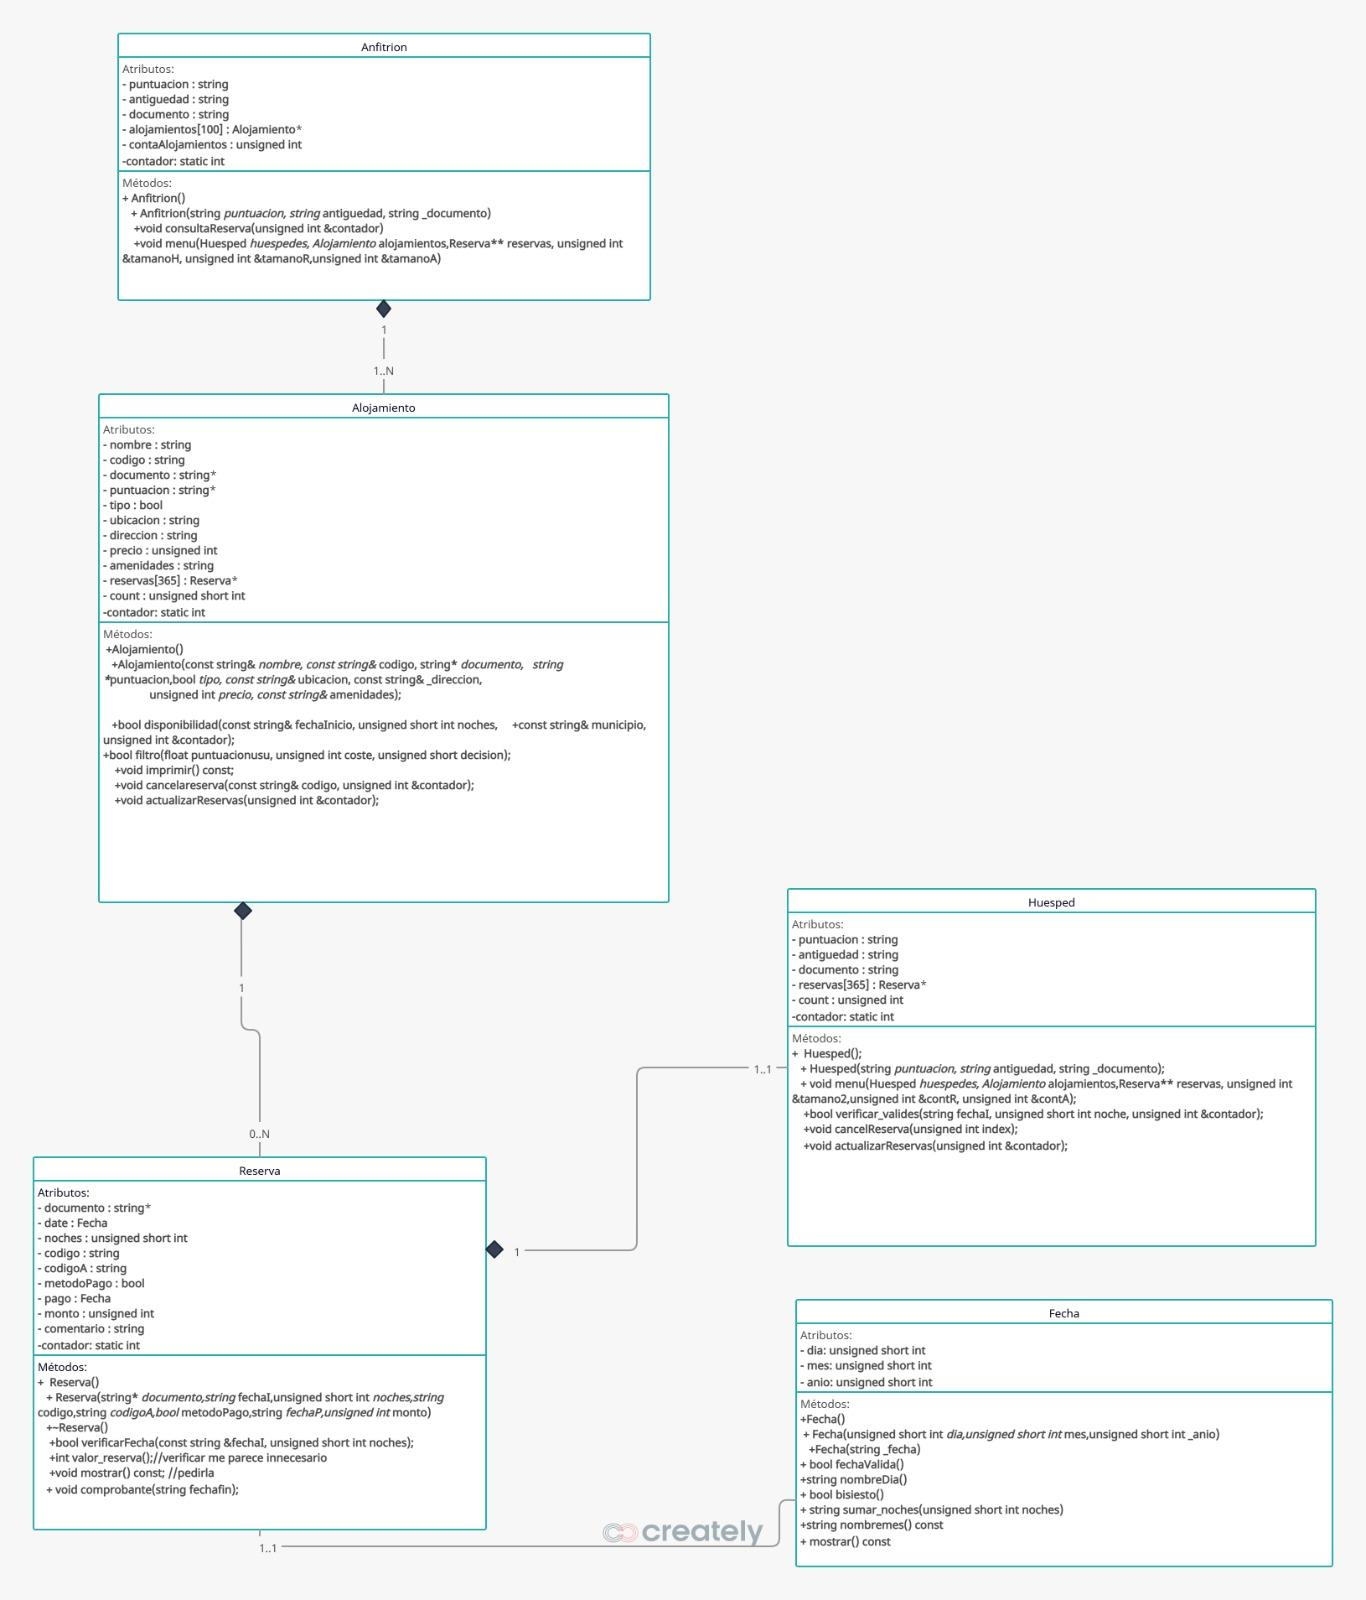 Anfitrion
Atributos:
- puntuacion : string
- antiguedad : string
- documento : string
- alojamientos[100] : Alojamiento*
- contaAlojamientos : unsigned int
-contador: static int
Métodos:
+ Anfitrion()
+ Anfitrion(string puntuacion, string antiguedad, string _documento)
+void consultaReserva(unsigned int &contador)
+void menu(Huesped huespedes, Alojamiento alojamientos,Reserva** reservas, unsigned int
&tamanoH, unsigned int &tamanoR,unsigned int &tamanoA)
1
1..N
Alojamiento
Atributos:
- nombre : string
- codigo : string
- documento : string*
- puntuacion : string*
- tipo : bool
- ubicacion : string
- direccion : string
- precio : unsigned int
- amenidades : string
- reservas[365] : Reserva*
- count : unsigned short int
-contador: static int
Métodos:
+Alojamiento()
+Alojamiento(const string& nombre, const string& codigo, string* documento, string
*puntuacion,bool tipo, const string& ubicacion, const string& _direccion,
unsigned int precio, const string& amenidades);
+bool disponibilidad(const string& fechaInicio, unsigned short int noches, +const string& municipio,
unsigned int &contador);
+bool filtro(float puntuacionusu, unsigned int coste, unsigned short decision);
+void imprimir() const;
+void cancelareserva(const string& codigo, unsigned int &contador);
+void actualizarReservas(unsigned int &contador);
1
0..N
Huesped
Atributos:
- puntuacion : string
- antiguedad : string
- documento : string
- reservas[365] : Reserva*
- count : unsigned int
-contador: static int
Métodos:
+ Huesped();
+ Huesped(string puntuacion, string antiguedad, string _documento);
+ void menu(Huesped huespedes, Alojamiento alojamientos,Reserva** reservas, unsigned int
&tamano2,unsigned int &contR, unsigned int &contA);
+bool verificar_valides(string fechaI, unsigned short int noche, unsigned int &contador);
+void cancelReserva(unsigned int index);
+void actualizarReservas(unsigned int &contador);
1..1
1
Reserva
Atributos:
- documento : string*
- date : Fecha
- noches : unsigned short int
- codigo : string
- codigoA : string
- metodoPago : bool
- pago : Fecha
- monto : unsigned int
- comentario : string
-contador: static int
Métodos:
+ Reserva()
+ Reserva(string* documento,string fechaI,unsigned short int noches,string
codigo,string codigoA,bool metodoPago,string fechaP,unsigned int monto)
+~Reserva()
+bool verificarFecha(const string &fechaI, unsigned short int noches);
+int valor_reserva();//verificar me parece innecesario
+void mostrar() const; //pedirla
+ void comprobante(string fechafin);
1..1
Fecha
Atributos:
- dia: unsigned short int
- mes: unsigned short int
- anio: unsigned short int
Métodos:
+Fecha()
+ Fecha(unsigned short int dia,unsigned short int mes,unsigned short int _anio)
+Fecha(string _fecha)
+ bool fechaValida()
+string nombreDia()
+ bool bisiesto()
+ string sumar_noches(unsigned short int noches)
+string nombremes() const
+ mostrar() const
creately